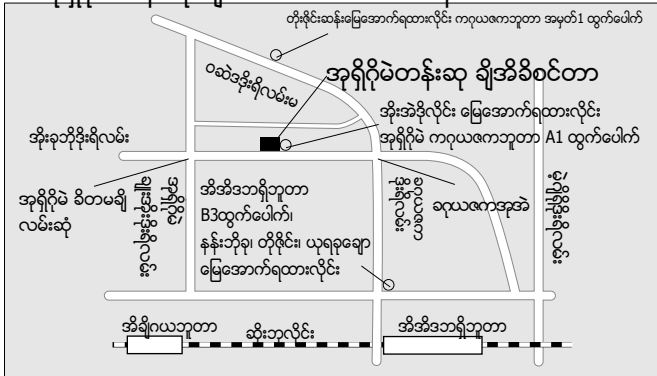 တိုးဇိုင်းဆန်းမြေအောက်ရထားလိုင်း ကဂုယဇကဘူတာ အမှတ်1 ထွက်ပေါက်
ဝဆဲဒဒိုးရိလမ်းမ
အုရှိဂိုမဲတန်းဆု ချိအိခိစင်တာ
အိုးအဲဒိုလိုင်း မြေအောက်ရထားလိုင်း
အုရှိဂိုမဲ ကဂုယဇကဘူတာ A1 ထွက်ပေါက်
အိုးခုဘိုဒိုးရိလမ်း
အုရှိဂိုမဲ ခိတမချိ
လမ်းဆုံ
အိအိဒဘရှိဘူတာ
B3ထွက်ပေါက်၊
နန်းဘိုခု၊ တိုဇိုင်း၊ ယုရခုချော
မြေအောက်ရထားလိုင်း
ခဂုယဇကအုအဲ
အိချိဂယဘူတာ
ဆိုးဘုလိုင်း
အိအိဒဘရှိဘူတာ